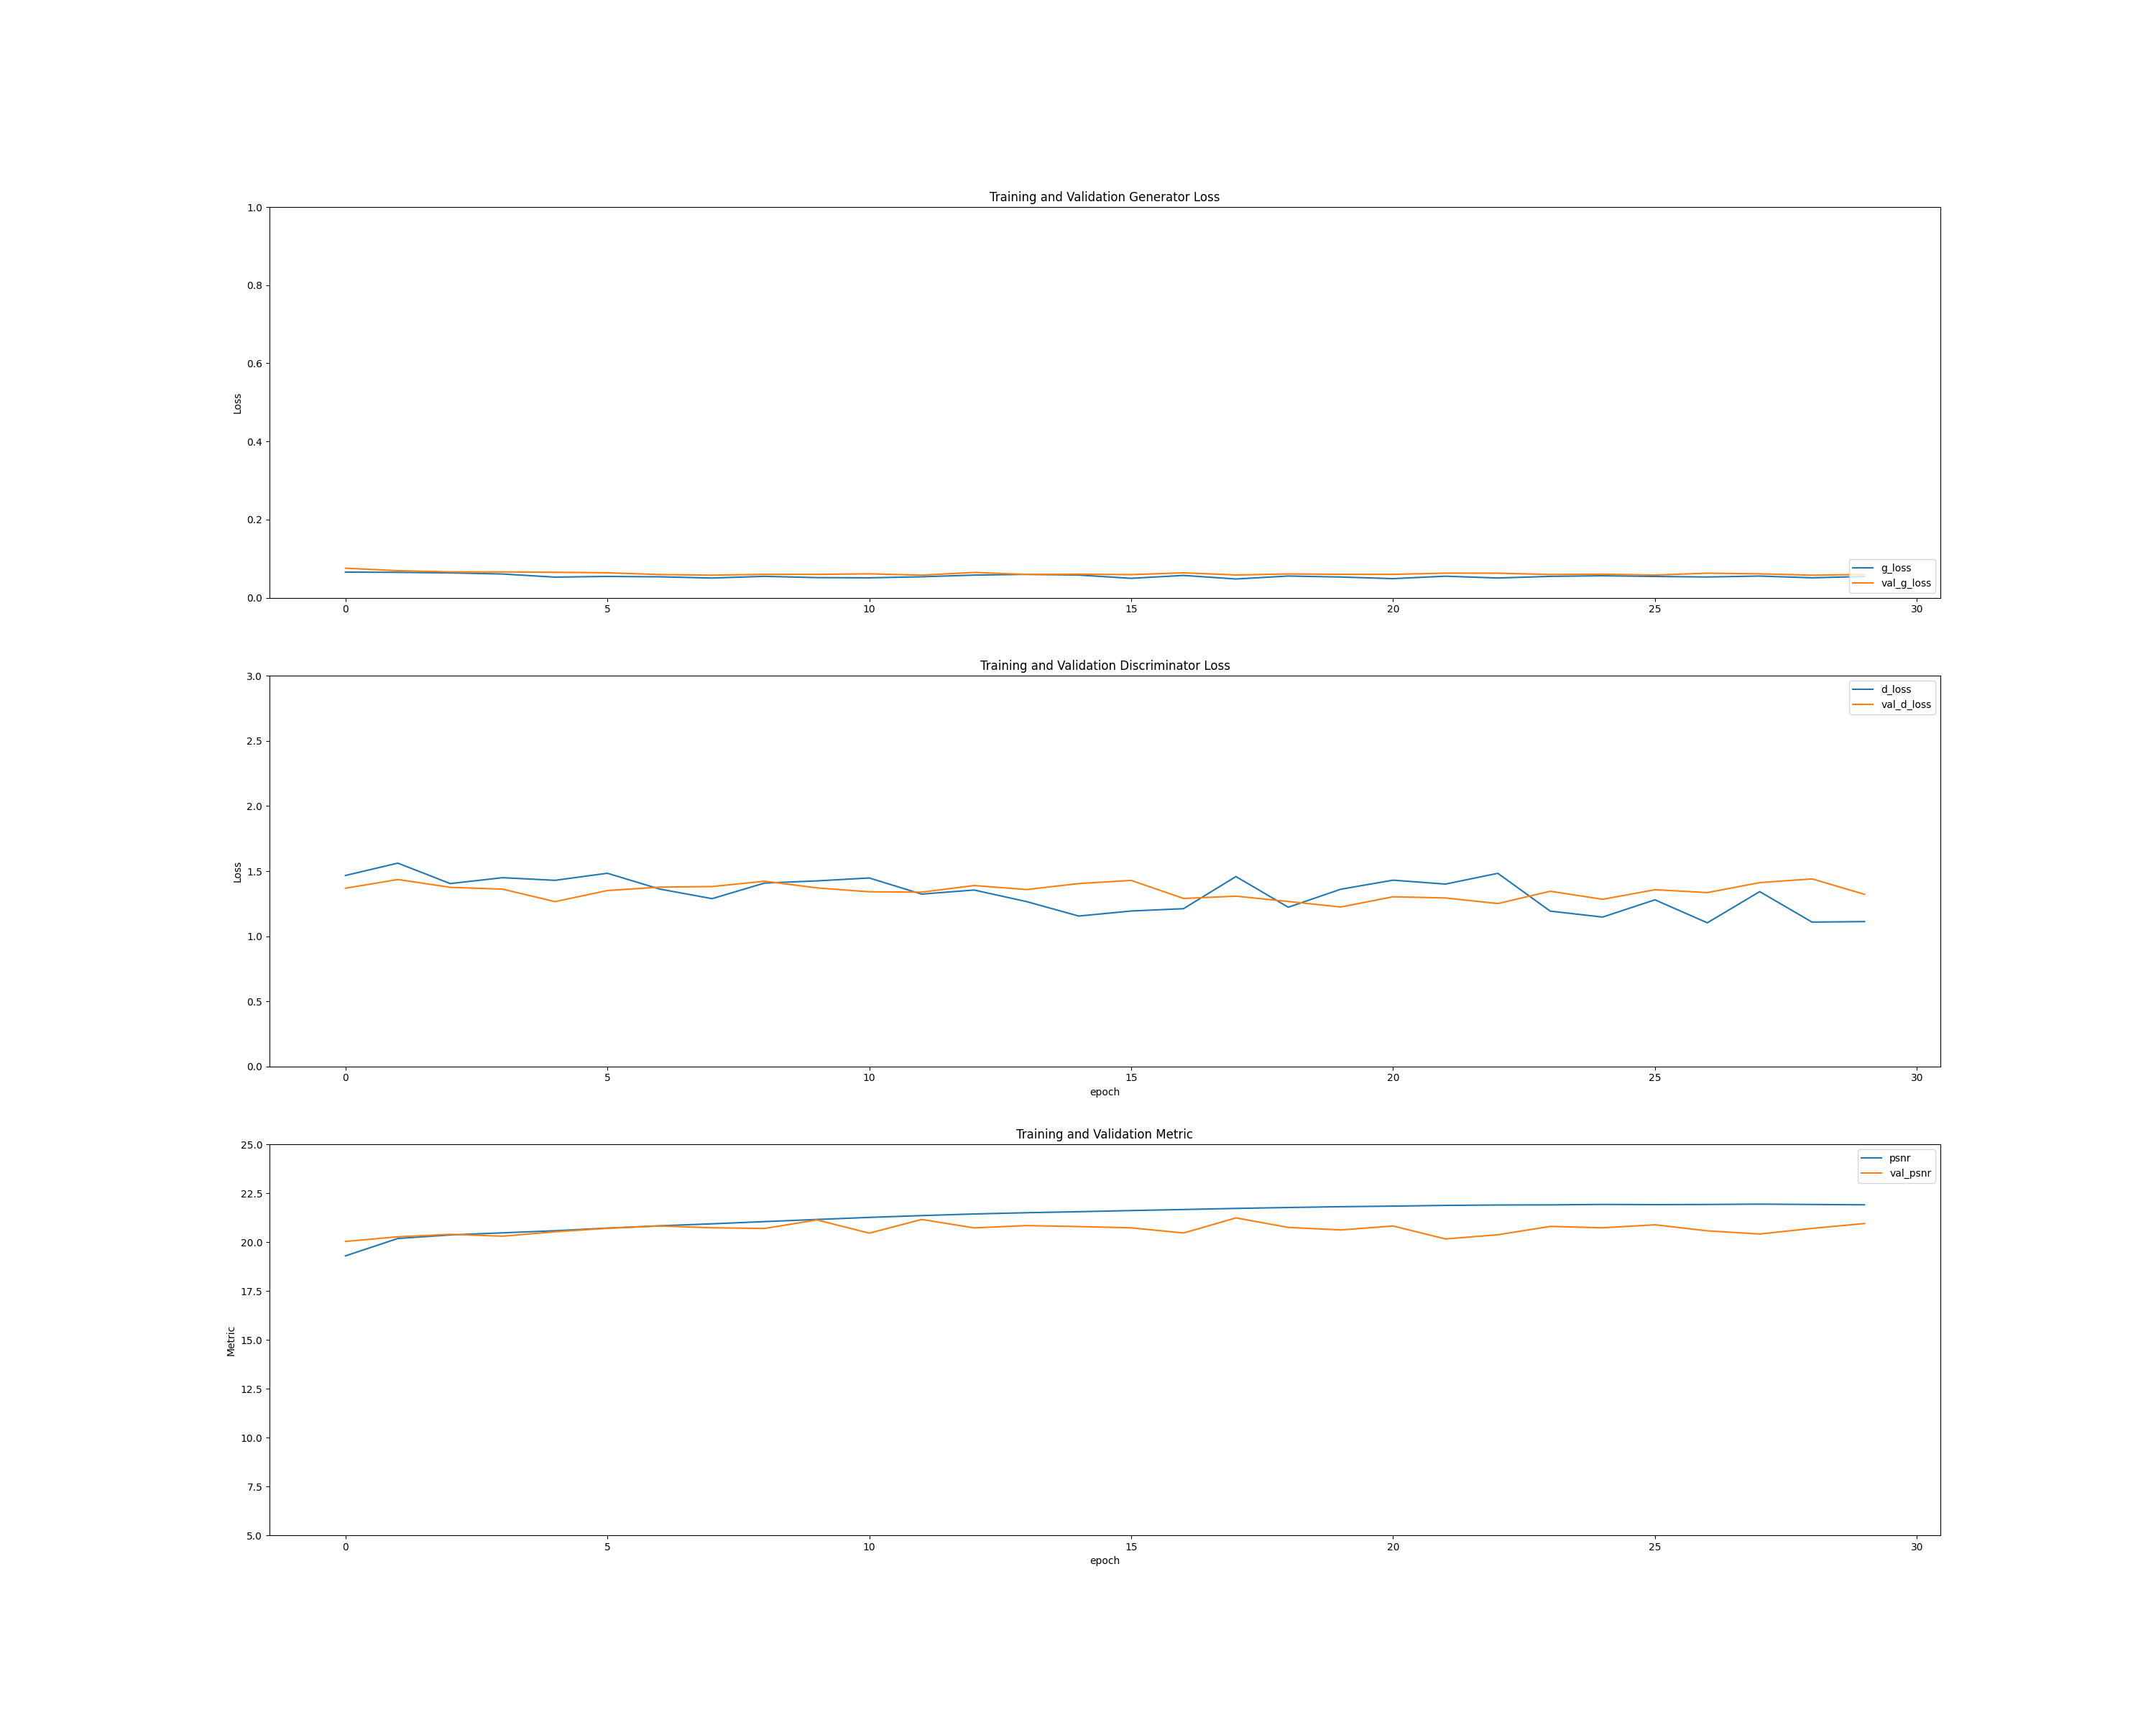 Training and Validation Generator Loss
1.0
0.8
0.6
0.4
0.2
0.0
Loss
0 5 10 15 20 25 30
g_loss
val_g_loss
Training and Validation Discriminator Loss
3.0
2.5
2.0
1.5
1.0
0.5
0.0
Loss
0 5 10 15 20 25 30
epoch
d_loss
val_d_loss
Training and Validation Metric
25.0
22.5
20.0
17.5
15.0
12.5
10.0
7.5
5.0
Metric
0 5 10 15 20 25 30
epoch
psnr
val_psnr